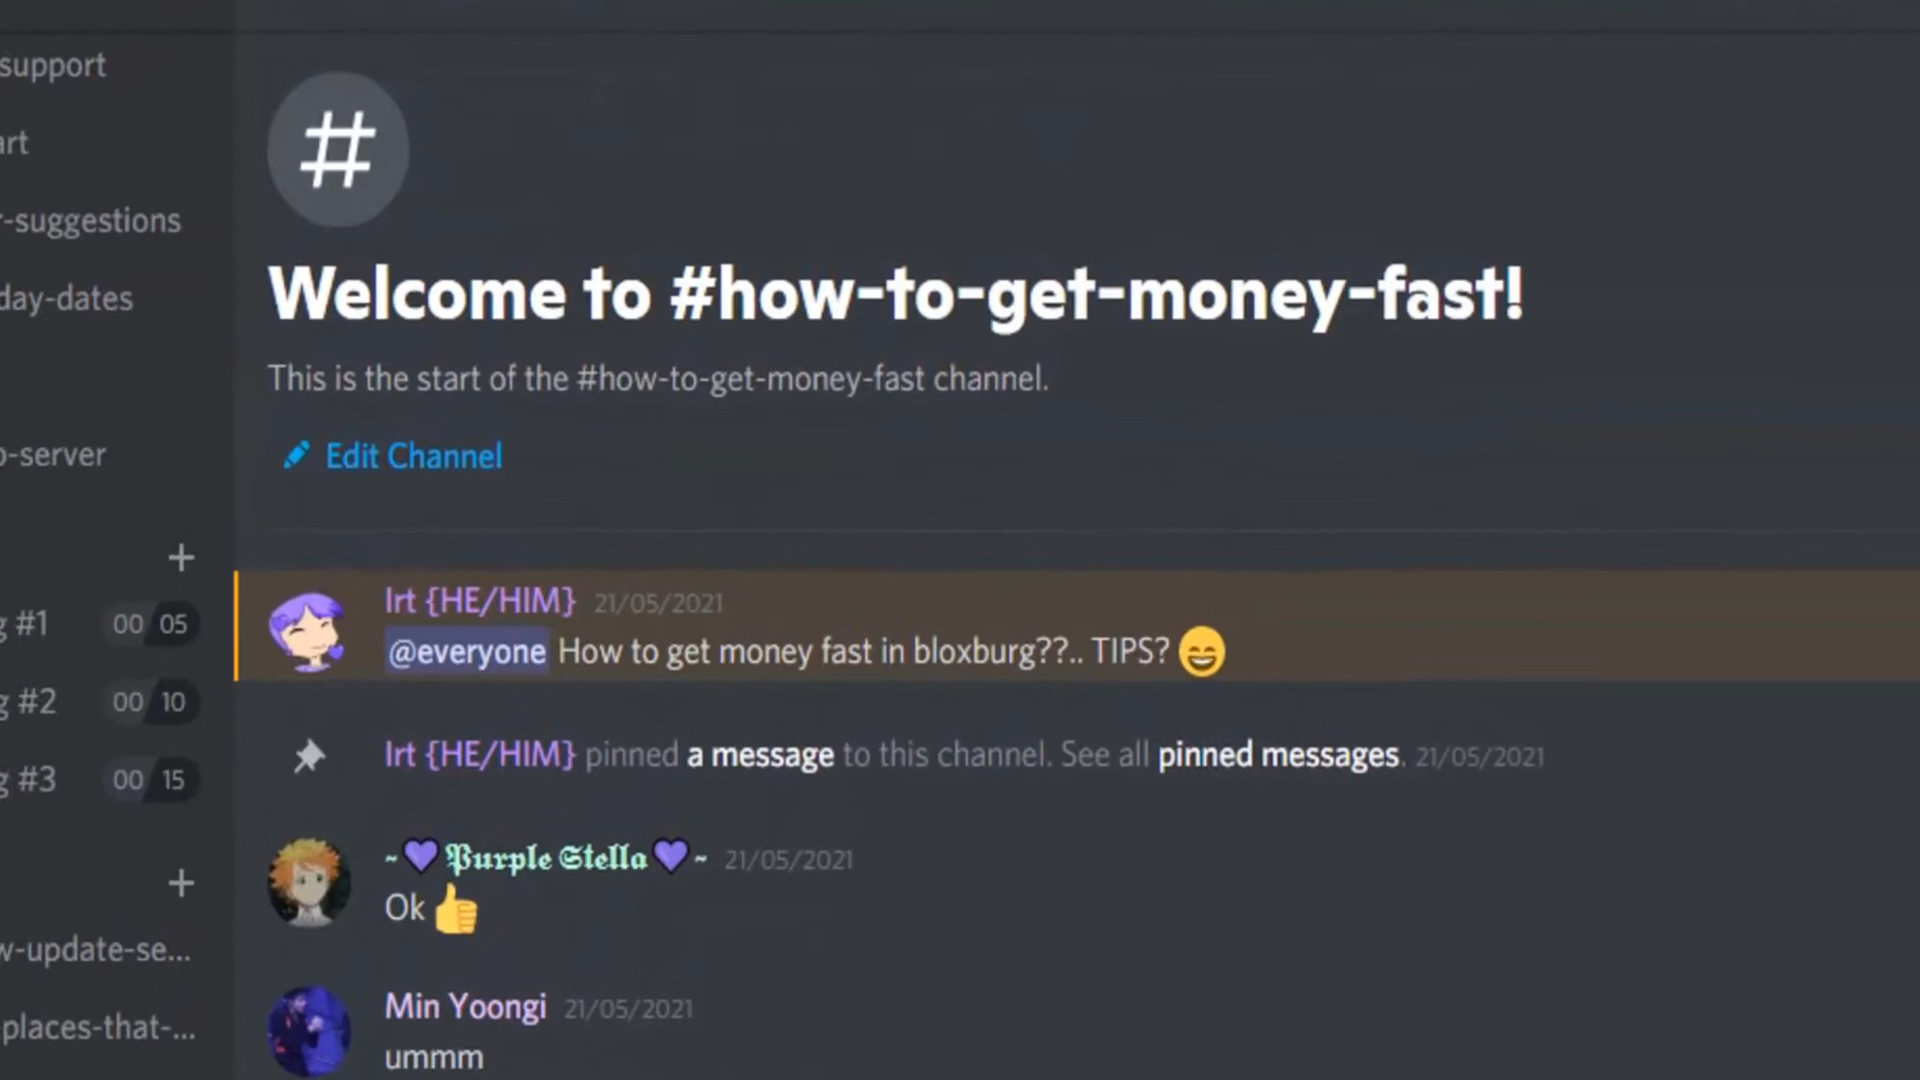 support
art
r-suggestions
day-dates
o-server
g #1 00 05
g #2 00 10
g #3 00 15
w-update-se...
places-that-...
#
Welcome to #how-to-get-money-fast!
This is the start of the #how-to-get-money-fast channel.
Edit Channel
Irt {HE/HIM} 21/05/2021
@everyone How to get money fast in bloxburg??.. TIPS? 😄
Irt {HE/HIM} pinned a message to this channel. See all pinned messages. 21/05/2021
~💜𝕻𝖚𝖗𝖕𝖑𝖊 𝕾𝖙𝖊𝖑𝖑𝖆💜~ 21/05/2021
Ok 👍
Min Yoongi 21/05/2021
ummm